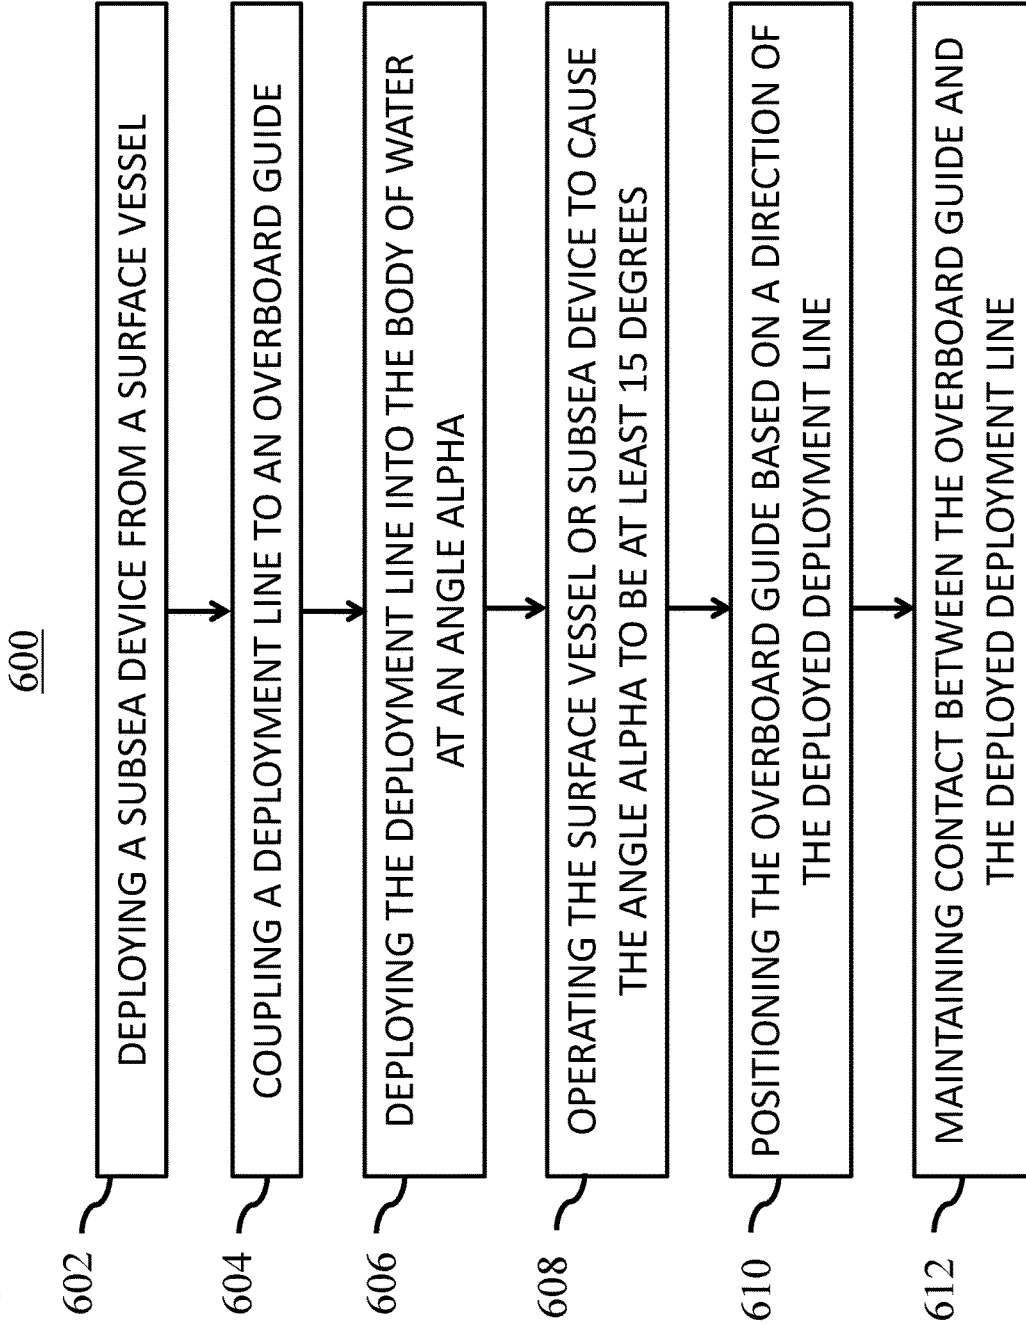 600
602
DEPLOYING A SUBSEA DEVICE FROM A SURFACE VESSEL
604
COUPLING A DEPLOYMENT LINE TO AN OVERBOARD GUIDE
606
DEPLOYING THE DEPLOYMENT LINE INTO THE BODY OF WATER
AT AN ANGLE ALPHA
608
OPERATING THE SURFACE VESSEL OR SUBSEA DEVICE TO CAUSE
THE ANGLE ALPHA TO BE AT LEAST 15 DEGREES
610
POSITIONING THE OVERBOARD GUIDE BASED ON A DIRECTION OF
THE DEPLOYED DEPLOYMENT LINE
612
MAINTAINING CONTACT BETWEEN THE OVERBOARD GUIDE AND
THE DEPLOYED DEPLOYMENT LINE